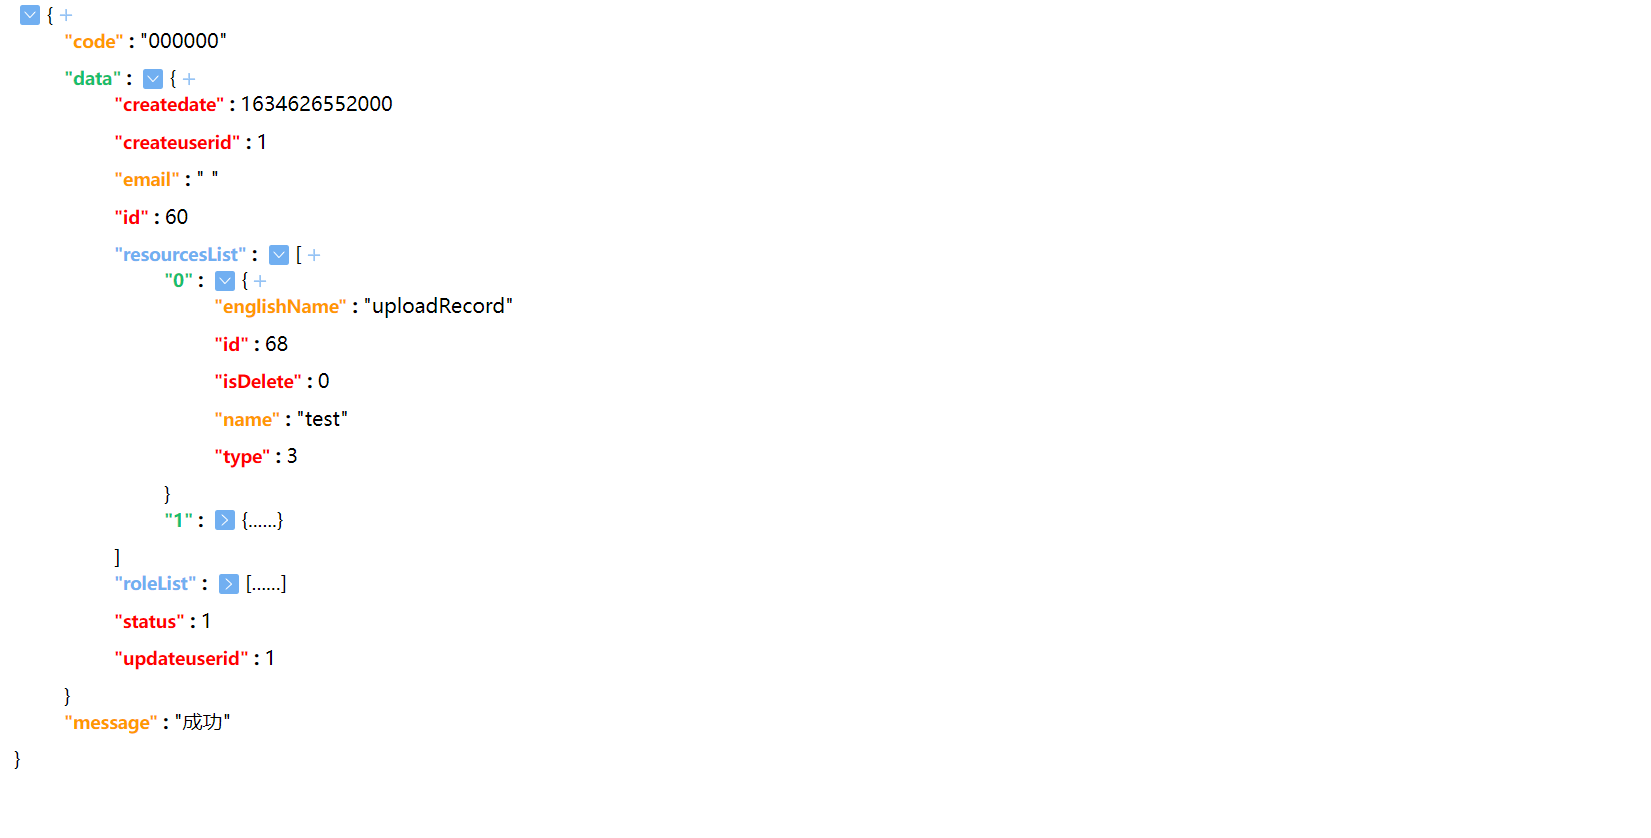 { +
"code" : "000000"
"data" : { +
"createdate" : 1634626552000
"createuserid" : 1
"email" : " "
"id" : 60
"resourcesList" : [ +
"0" : { +
"englishName" : "uploadRecord"
"id" : 68
"isDelete" : 0
"name" : "test"
"type" : 3
}
"1" : {......}
]
"roleList" : [......]
"status" : 1
"updateuserid" : 1
}
"message" : "成功"
}